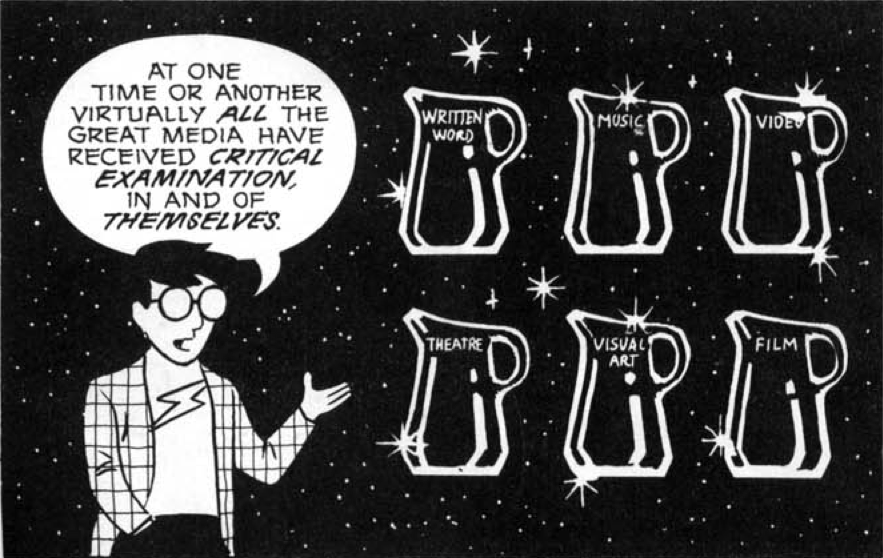 AT ONE
TIME OR ANOTHER
VIRTUALLY ALL THE
GREAT MEDIA HAVE
RECEIVED CRITICAL
EXAMINATION,
IN AND OF
THEMSELVES.
WRITTEN
WORD
MUSIC
VIDEO
THEATRE
VISUAL
ART
FILM